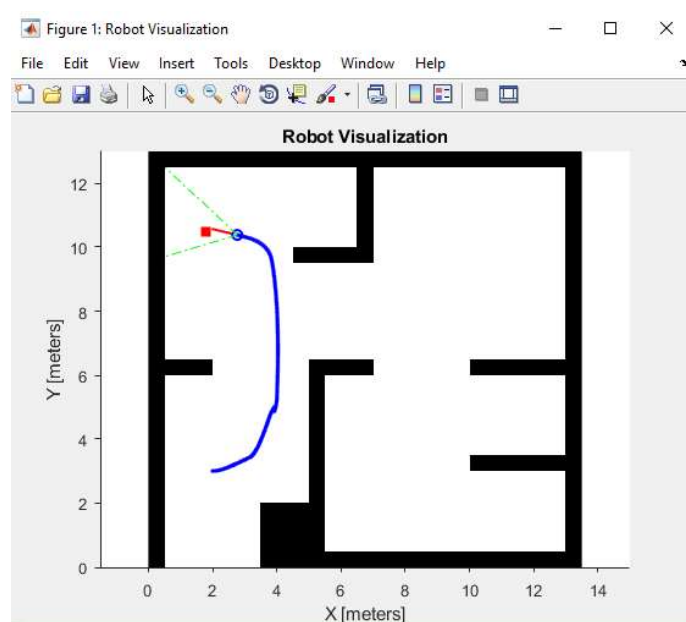 Figure 1: Robot Visualization
File Edit View Insert Tools Desktop Window Help
Robot Visualization
12
10
8
6
4
2
0
Y [meters]
0 2 4 6 8 10 12 14
X [meters]